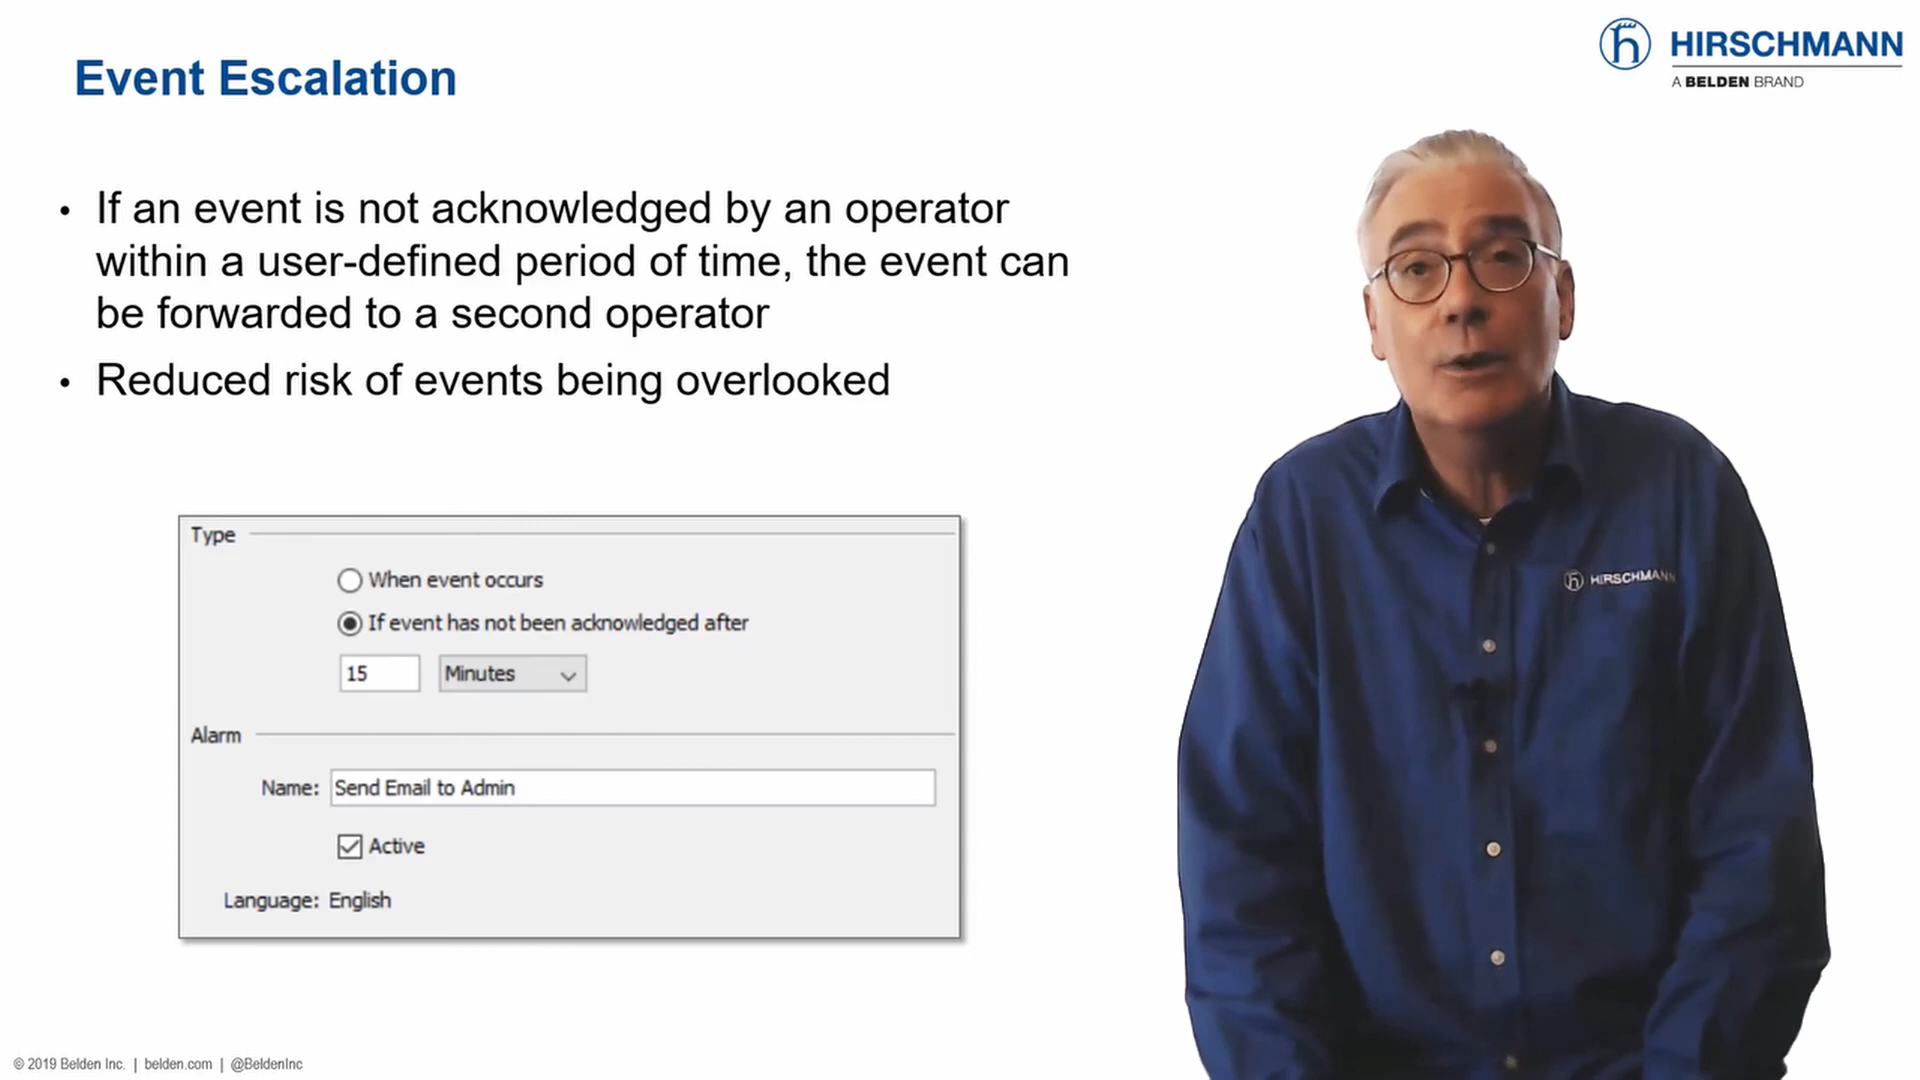 Event Escalation
HIRSCHMANN
A BELDEN BRAND
• If an event is not acknowledged by an operator
within a user-defined period of time, the event can
be forwarded to a second operator
• Reduced risk of events being overlooked
Type
When event occurs
If event has not been acknowledged after
15 Minutes
Alarm
Name: Send Email to Admin
Active
Language: English
HIRSCHMANN
© 2019 Belden Inc. | belden.com | @BeldenInc